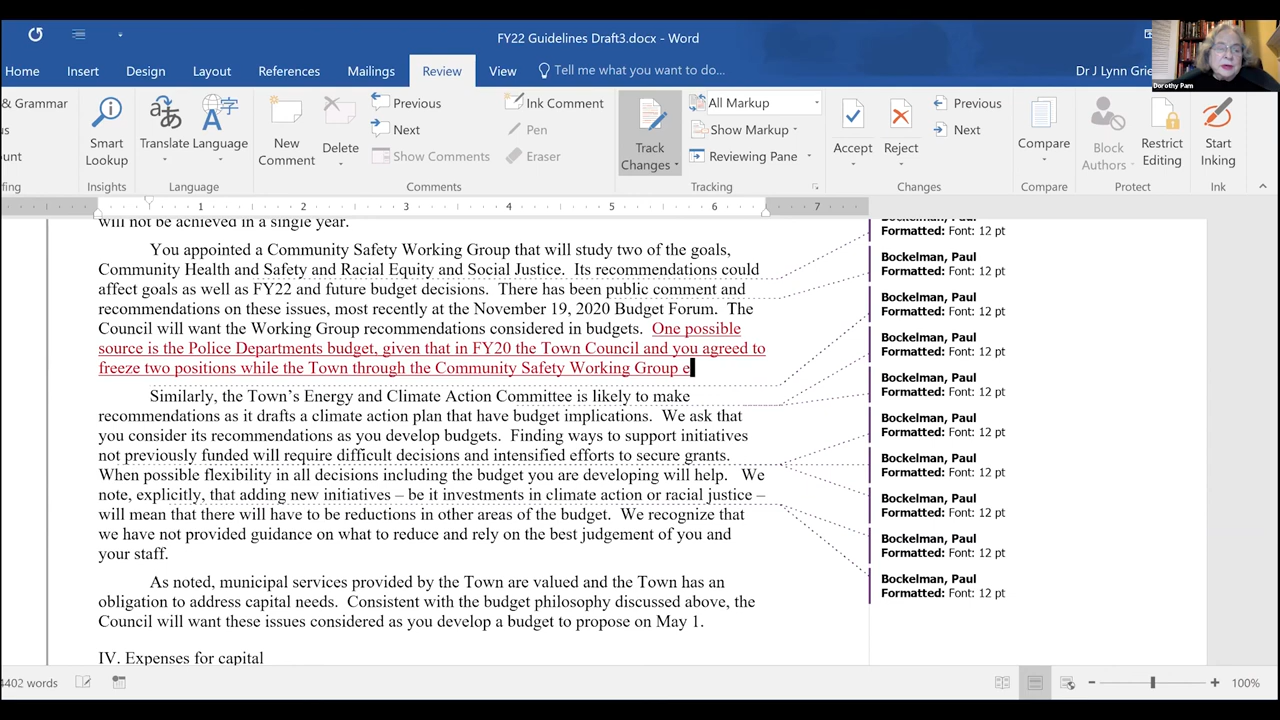 FY22 Guidelines Draft3.docx - Word
Dorothy Pam
Home Insert Design Layout References Mailings Review View Tell me what you want to do... Dr J Lynn Grie
& Grammar
Smart Lookup
Translate Language
New Comment
Delete
Previous
Next
Show Comments
Ink Comment
Pen
Eraser
Track Changes
All Markup
Show Markup
Reviewing Pane
Accept
Reject
Previous
Next
Compare
Block Authors
Restrict Editing
Start Inking
Insights Language Comments Tracking Changes Compare Protect Ink
1 2 3 4 5 6 7
will not be achieved in a single year.
You appointed a Community Safety Working Group that will study two of the goals,
Community Health and Safety and Racial Equity and Social Justice. Its recommendations could
affect goals as well as FY22 and future budget decisions. There has been public comment and
recommendations on these issues, most recently at the November 19, 2020 Budget Forum. The
Council will want the Working Group recommendations considered in budgets. One possible
source is the Police Departments budget, given that in FY20 the Town Council and you agreed to
freeze two positions while the Town through the Community Safety Working Group e
Similarly, the Town's Energy and Climate Action Committee is likely to make
recommendations as it drafts a climate action plan that have budget implications. We ask that
you consider its recommendations as you develop budgets. Finding ways to support initiatives
not previously funded will require difficult decisions and intensified efforts to secure grants.
When possible flexibility in all decisions including the budget you are developing will help. We
note, explicitly, that adding new initiatives – be it investments in climate action or racial justice –
will mean that there will have to be reductions in other areas of the budget. We recognize that
we have not provided guidance on what to reduce and rely on the best judgement of you and
your staff.
As noted, municipal services provided by the Town are valued and the Town has an
obligation to address capital needs. Consistent with the budget philosophy discussed above, the
Council will want these issues considered as you develop a budget to propose on May 1.
IV. Expenses for capital
Bockelman, Paul
Formatted: Font: 12 pt
Bockelman, Paul
Formatted: Font: 12 pt
Bockelman, Paul
Formatted: Font: 12 pt
Bockelman, Paul
Formatted: Font: 12 pt
Bockelman, Paul
Formatted: Font: 12 pt
Bockelman, Paul
Formatted: Font: 12 pt
Bockelman, Paul
Formatted: Font: 12 pt
Bockelman, Paul
Formatted: Font: 12 pt
Bockelman, Paul
Formatted: Font: 12 pt
Bockelman, Paul
Formatted: Font: 12 pt
4402 words
100%